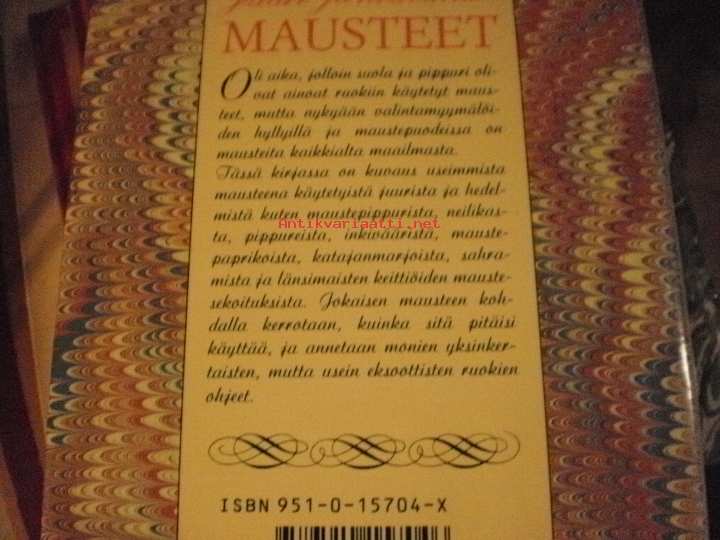 MAUSTEET
Oli aika, jolloin suola ja pippuri oli-
vat ainoat ruokiin käytetyt maus-
teet, mutta nykyään valintamyymälöi-
den hyllyillä ja maustepuodeissa on
mausteita kaikkialta maailmasta.
Tässä kirjassa on kuvaus useimmista
mausteena käytetyistä juurista ja hedel-
mistä kuten maustepippurista, neilikas-
Antikvariaatti.net
ta, pippureista, inkivääristä, mauste-
paprikoista, katajanmarjoista, sahra-
mista ja länsimaisten keittiöiden mauste-
sekoituksista. Jokaisen mausteen koh-
dalla kerrotaan, kuinka sitä pitäisi
käyttää, ja annetaan monien yksinker-
taisten, mutta usein eksoottisten ruokien
ohjeet.
ISBN 951-0-15704-X